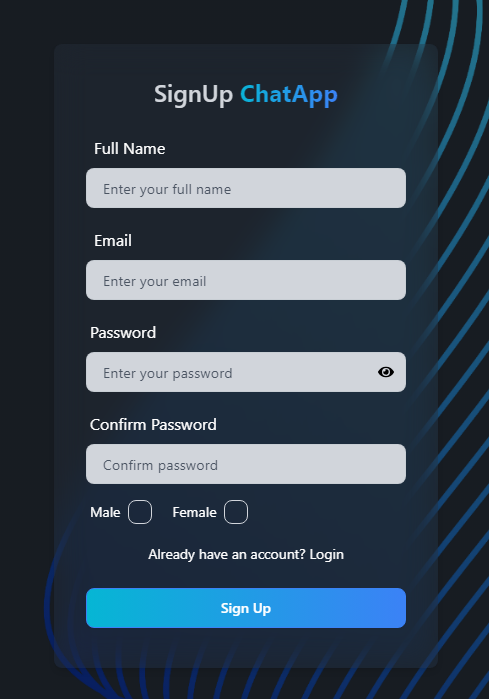 SignUp ChatApp
Full Name
Enter your full name
Email
Enter your email
Password
Enter your password
Confirm Password
Confirm password
Male Female
Already have an account? Login
Sign Up